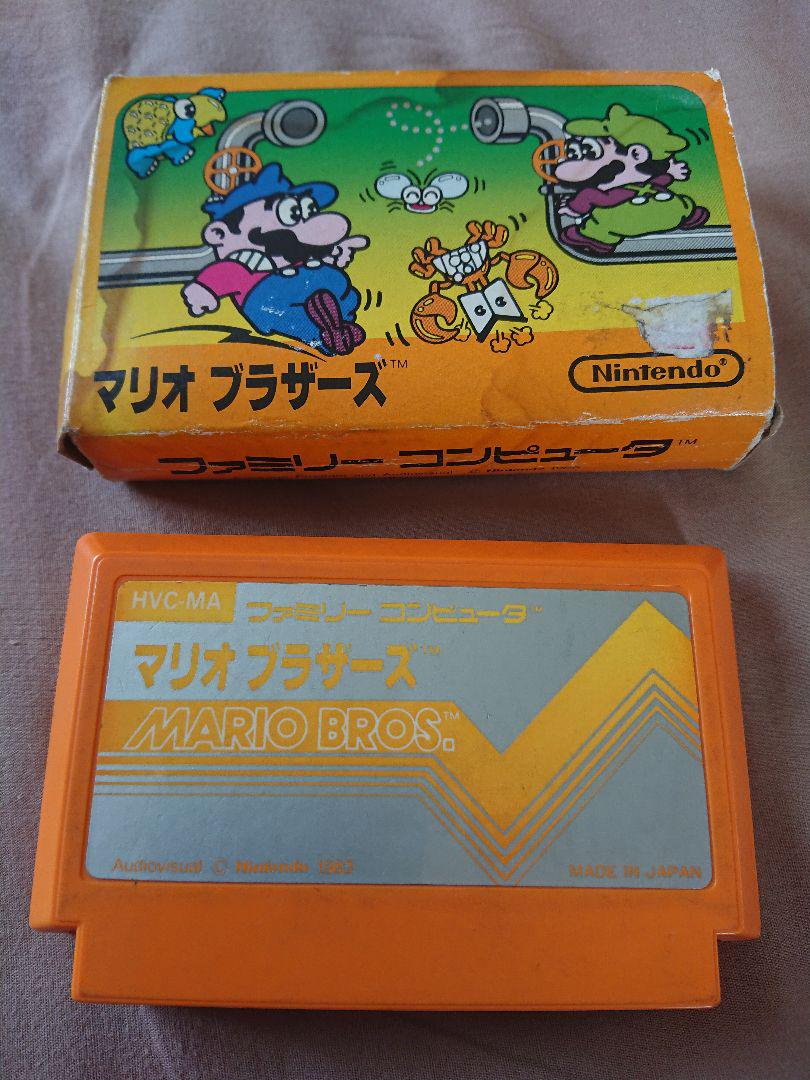 マリオ ブラザーズ™
Nintendo®
ファミリー コンピュータ™
HVC-MA
ファミリー コンピュータ™
マリオ ブラザーズ™
MARIO BROS.™
Audiovisual © Nintendo 1983
MADE IN JAPAN